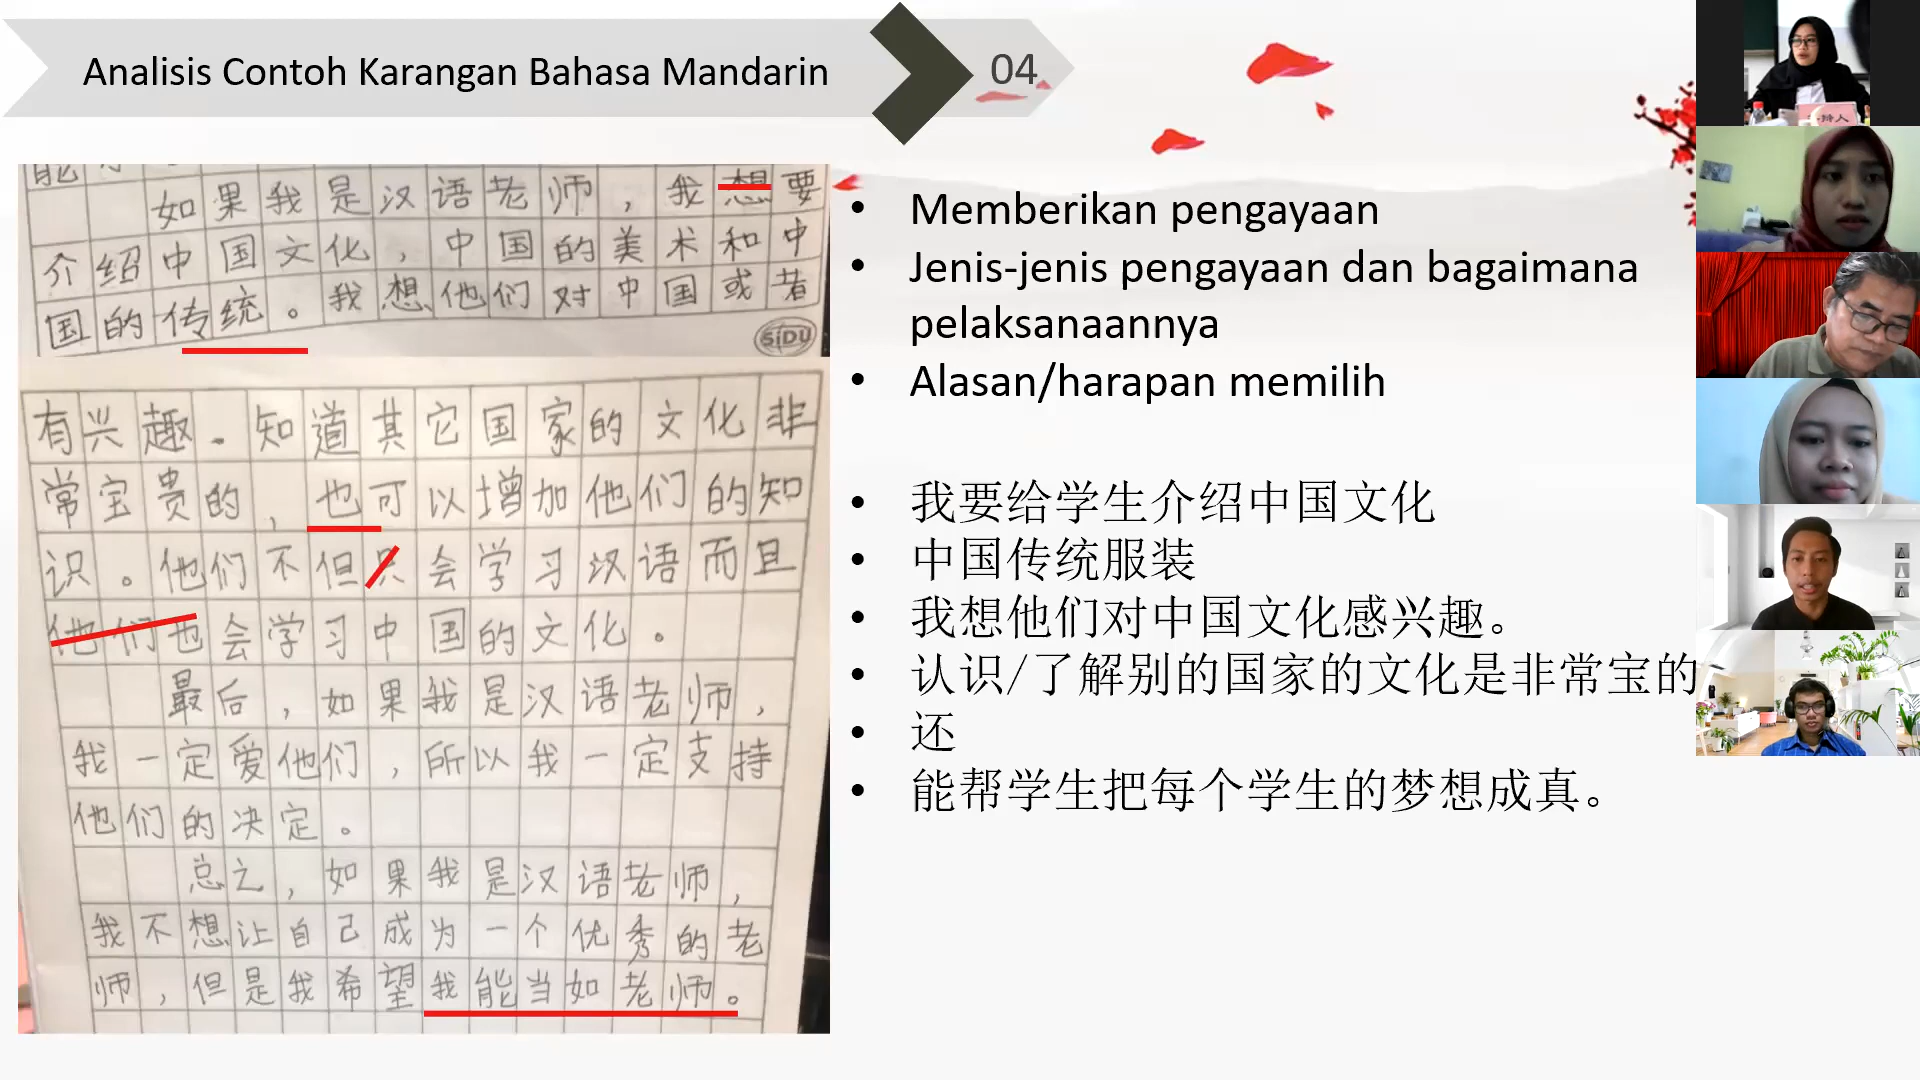 Analisis Contoh Karangan Bahasa Mandarin
04
如果我是汉语老师，我想要
介绍中国文化，中国的美术和中
国的传统。我想他们对中国或者
SiDU
有兴趣.知道其它国家的文化非
常宝贵的，也可以增加他们的知
识。他们不但只会学习汉语而且
他们也会学习中国的文化。
最后，如果我是汉语老师，
我一定爱他们，所以我一定支持
他们的决定。
总之，如果我是汉语老师，
我不想让自己成为一个优秀的老
师，但是我希望我能当如老师。
• Memberikan pengayaan
• Jenis-jenis pengayaan dan bagaimana
pelaksanaannya
• Alasan/harapan memilih
• 我要给学生介绍中国文化
• 中国传统服装
• 我想他们对中国文化感兴趣。
• 认识/了解别的国家的文化是非常宝的
• 还
• 能帮学生把每个学生的梦想成真。